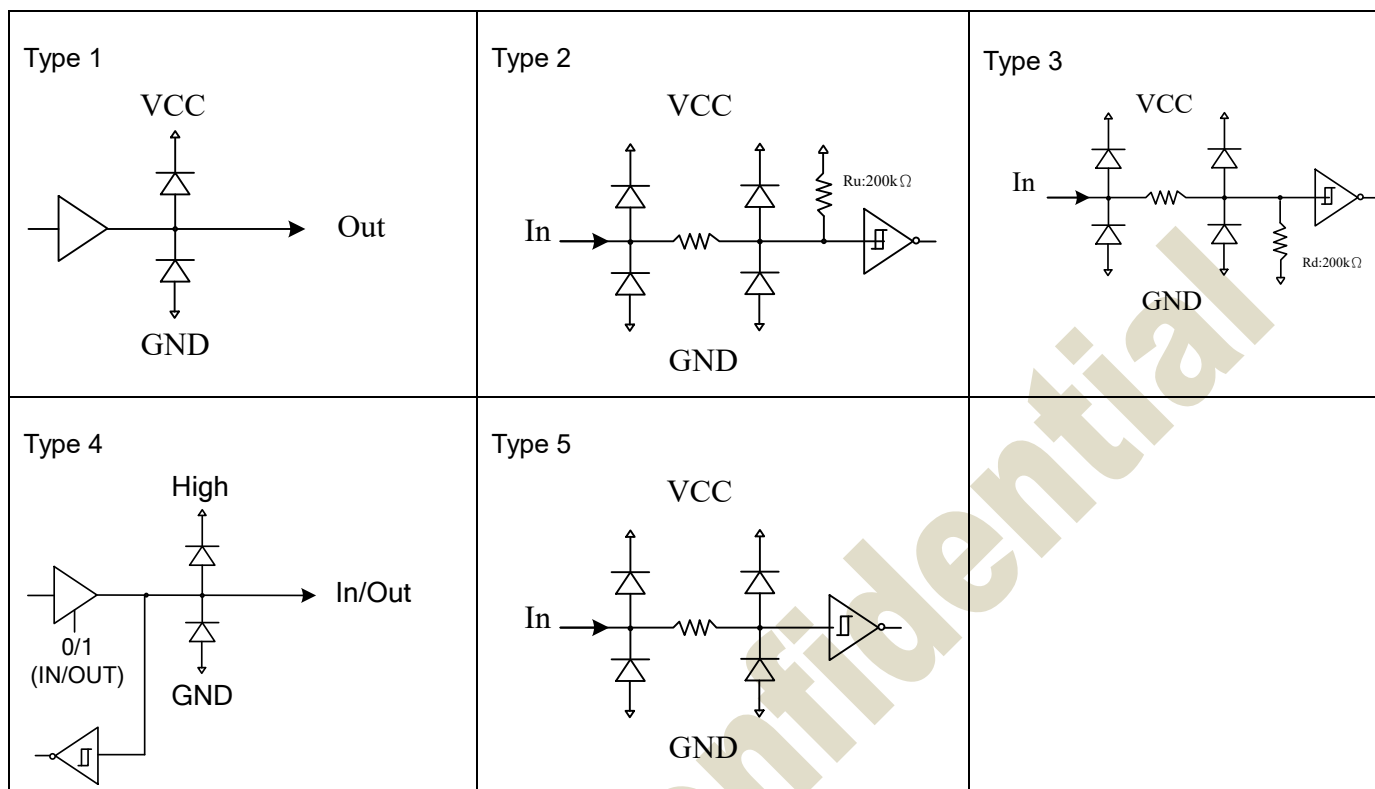 Type 1
VCC
Out
GND
Type 2
VCC
Ru:200kΩ
In
GND
Type 3
VCC
In
Rd:200kΩ
GND
Type 4
High
In/Out
0/1
(IN/OUT)
GND
Type 5
VCC
In
GND
nfidential